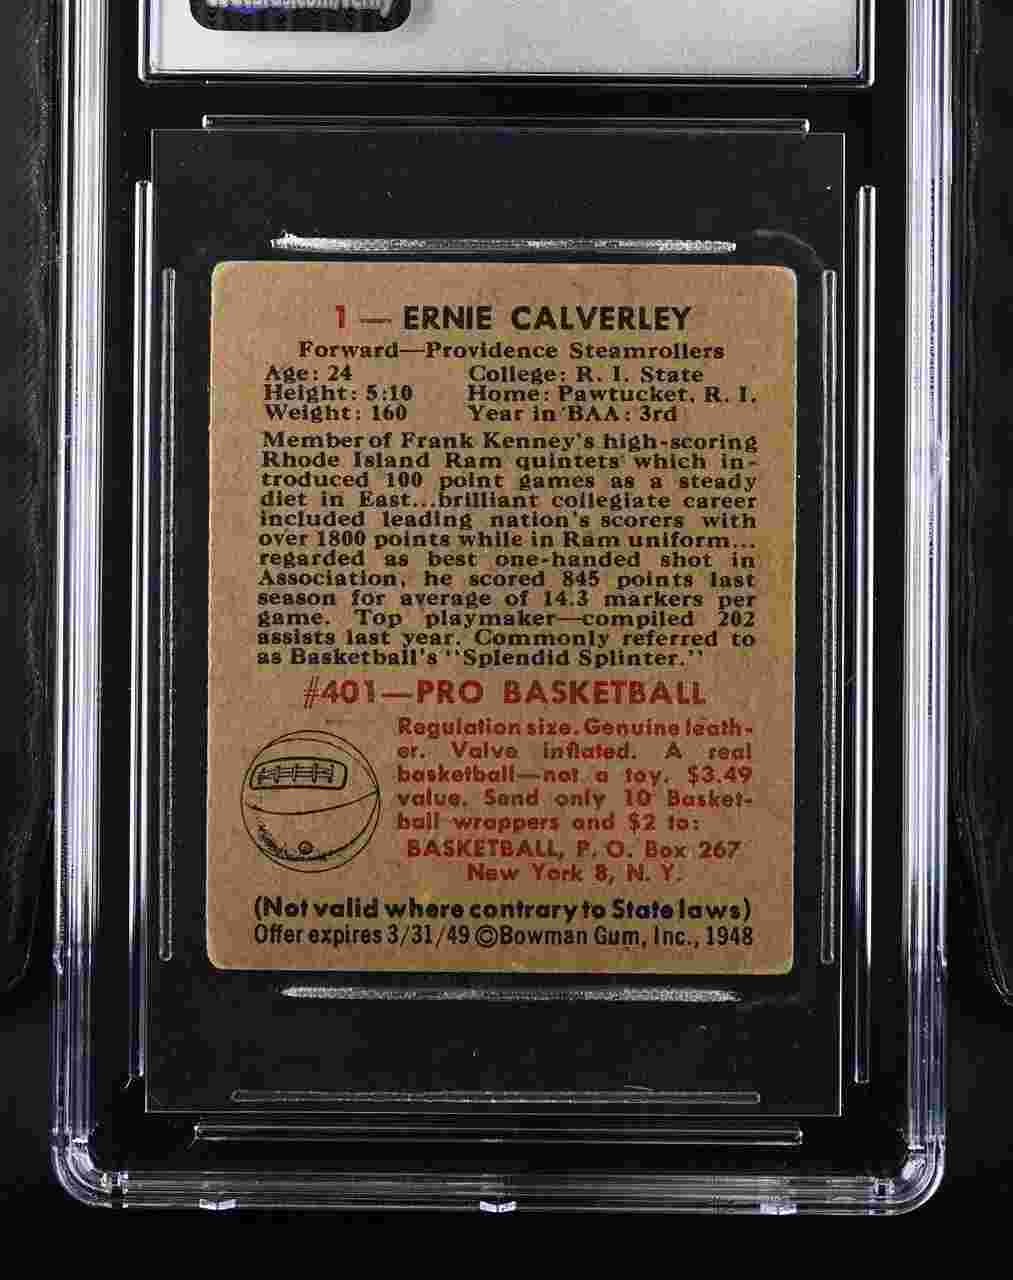 1 — ERNIE CALVERLEY
Forward—Providence Steamrollers
Age: 24 College: R. I. State
Height: 5:10 Home: Pawtucket, R. I.
Weight: 160 Year in BAA: 3rd
Member of Frank Kenney's high-scoring
Rhode Island Ram quintets which in-
troduced 100 point games as a steady
diet in East...brilliant collegiate career
included leading nation's scorers with
over 1800 points while in Ram uniform...
regarded as best one-handed shot in
Association, he scored 845 points last
season for average of 14.3 markers per
game. Top playmaker—compiled 202
assists last year. Commonly referred to
as Basketball's "Splendid Splinter."
#401—PRO BASKETBALL
Regulation size. Genuine leath-
er. Valve inflated. A real
basketball—not a toy. $3.49
value. Send only 10 Basket-
ball wrappers and $2 to:
BASKETBALL, P. O. Box 267
New York 8, N. Y.
(Not valid where contrary to State laws)
Offer expires 3/31/49 ©Bowman Gum, Inc., 1948